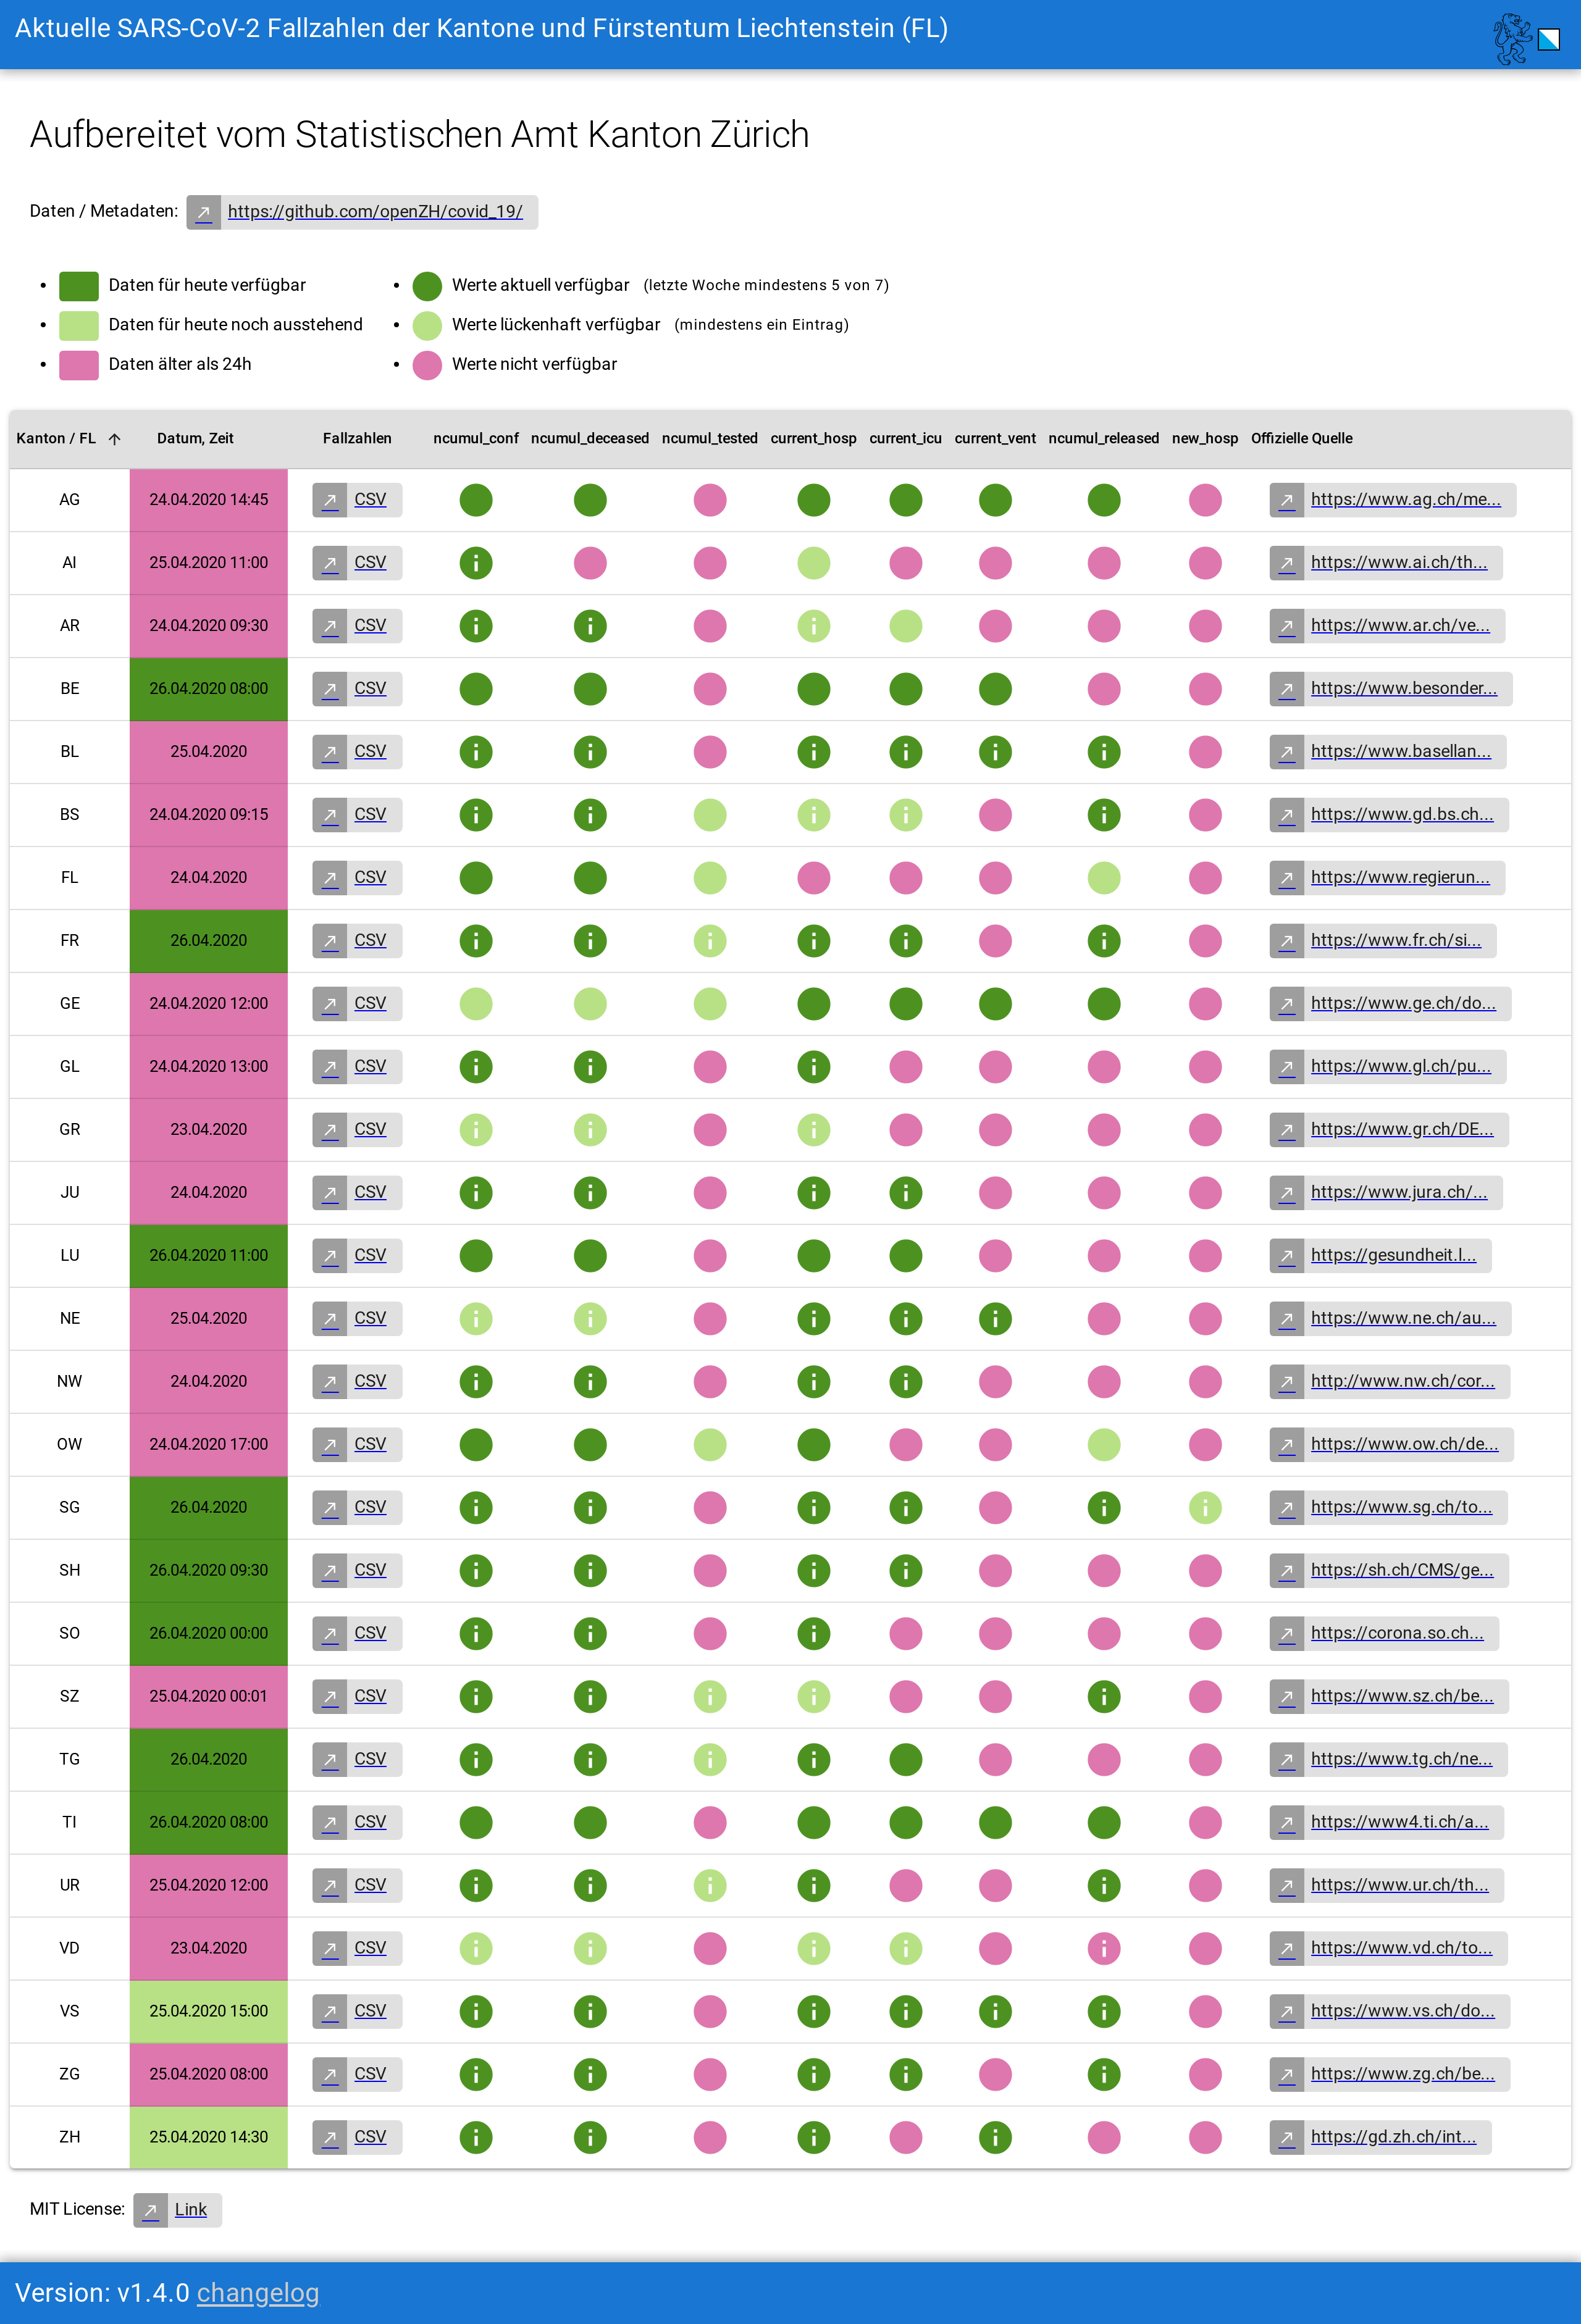 Aktuelle SARS-CoV-2 Fallzahlen der Kantone und Fürstentum Liechtenstein (FL)
Aufbereitet vom Statistischen Amt Kanton Zürich
Daten / Metadaten: https://github.com/openZH/covid_19/
Daten für heute verfügbar
Daten für heute noch ausstehend
Daten älter als 24h
Werte aktuell verfügbar (letzte Woche mindestens 5 von 7)
Werte lückenhaft verfügbar (mindestens ein Eintrag)
Werte nicht verfügbar
Kanton / FL Datum, Zeit Fallzahlen ncumul_conf ncumul_deceased ncumul_tested current_hosp current_icu current_vent ncumul_released new_hosp Offizielle Quelle
AG 24.04.2020 14:45 CSV https://www.ag.ch/me...
AI 25.04.2020 11:00 CSV i https://www.ai.ch/th...
AR 24.04.2020 09:30 CSV i i i https://www.ar.ch/ve...
BE 26.04.2020 08:00 CSV https://www.besonder...
BL 25.04.2020 CSV i i i i i i https://www.basellan...
BS 24.04.2020 09:15 CSV i i i i i https://www.gd.bs.ch...
FL 24.04.2020 CSV https://www.regierun...
FR 26.04.2020 CSV i i i i i i https://www.fr.ch/si...
GE 24.04.2020 12:00 CSV https://www.ge.ch/do...
GL 24.04.2020 13:00 CSV i i i https://www.gl.ch/pu...
GR 23.04.2020 CSV i i i https://www.gr.ch/DE...
JU 24.04.2020 CSV i i i i https://www.jura.ch/...
LU 26.04.2020 11:00 CSV https://gesundheit.l...
NE 25.04.2020 CSV i i i i i https://www.ne.ch/au...
NW 24.04.2020 CSV i i i i http://www.nw.ch/cor...
OW 24.04.2020 17:00 CSV https://www.ow.ch/de...
SG 26.04.2020 CSV i i i i i i https://www.sg.ch/to...
SH 26.04.2020 09:30 CSV i i i i https://sh.ch/CMS/ge...
SO 26.04.2020 00:00 CSV i i i https://corona.so.ch...
SZ 25.04.2020 00:01 CSV i i i i i https://www.sz.ch/be...
TG 26.04.2020 CSV i i i i https://www.tg.ch/ne...
TI 26.04.2020 08:00 CSV https://www4.ti.ch/a...
UR 25.04.2020 12:00 CSV i i i i i https://www.ur.ch/th...
VD 23.04.2020 CSV i i i i i https://www.vd.ch/to...
VS 25.04.2020 15:00 CSV i i i i i i https://www.vs.ch/do...
ZG 25.04.2020 08:00 CSV i i i i i https://www.zg.ch/be...
ZH 25.04.2020 14:30 CSV i i i i https://gd.zh.ch/int...
MIT License: Link
Version: v1.4.0 changelog